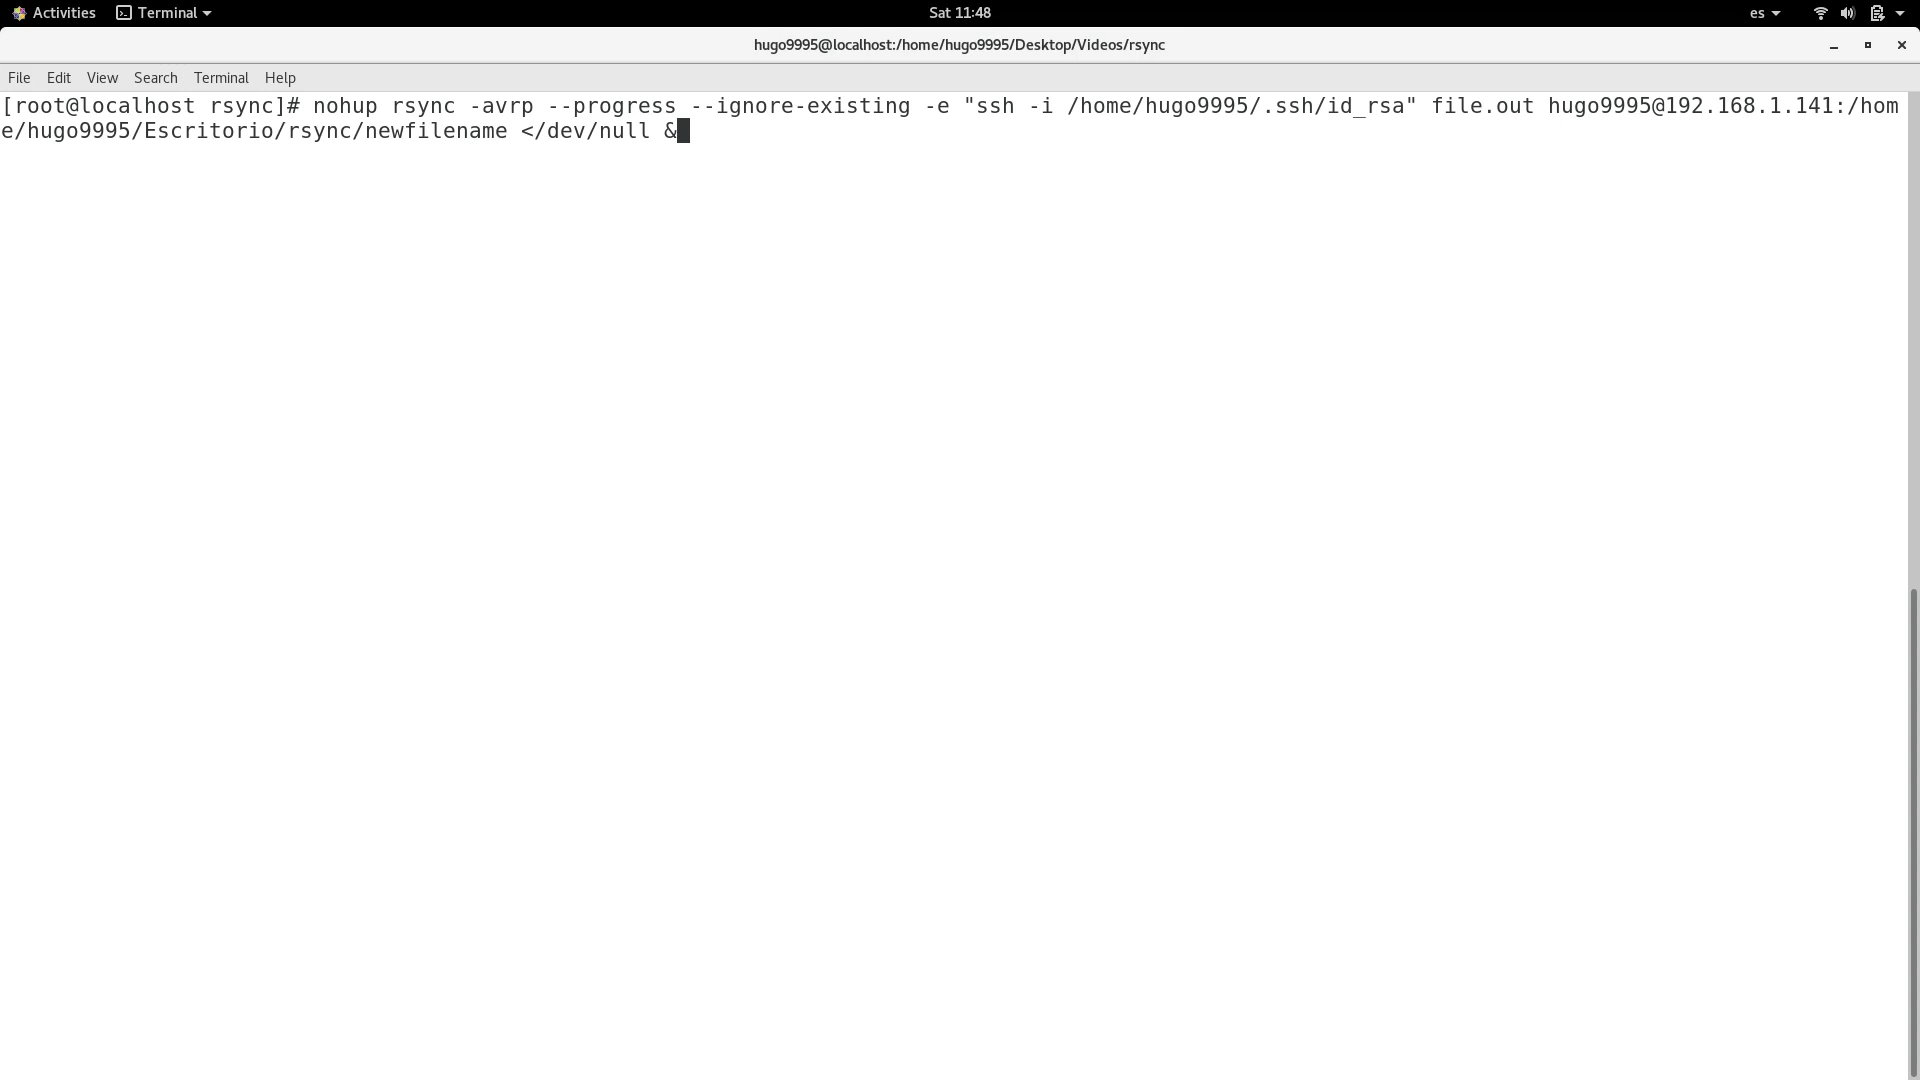 Activities Terminal Sat 11:48 es
hugo9995@localhost:/home/hugo9995/Desktop/Videos/rsync
File Edit View Search Terminal Help
[root@localhost rsync]# nohup rsync -avrp --progress --ignore-existing -e "ssh -i /home/hugo9995/.ssh/id_rsa" file.out hugo9995@192.168.1.141:/hom
e/hugo9995/Escritorio/rsync/newfilename </dev/null &